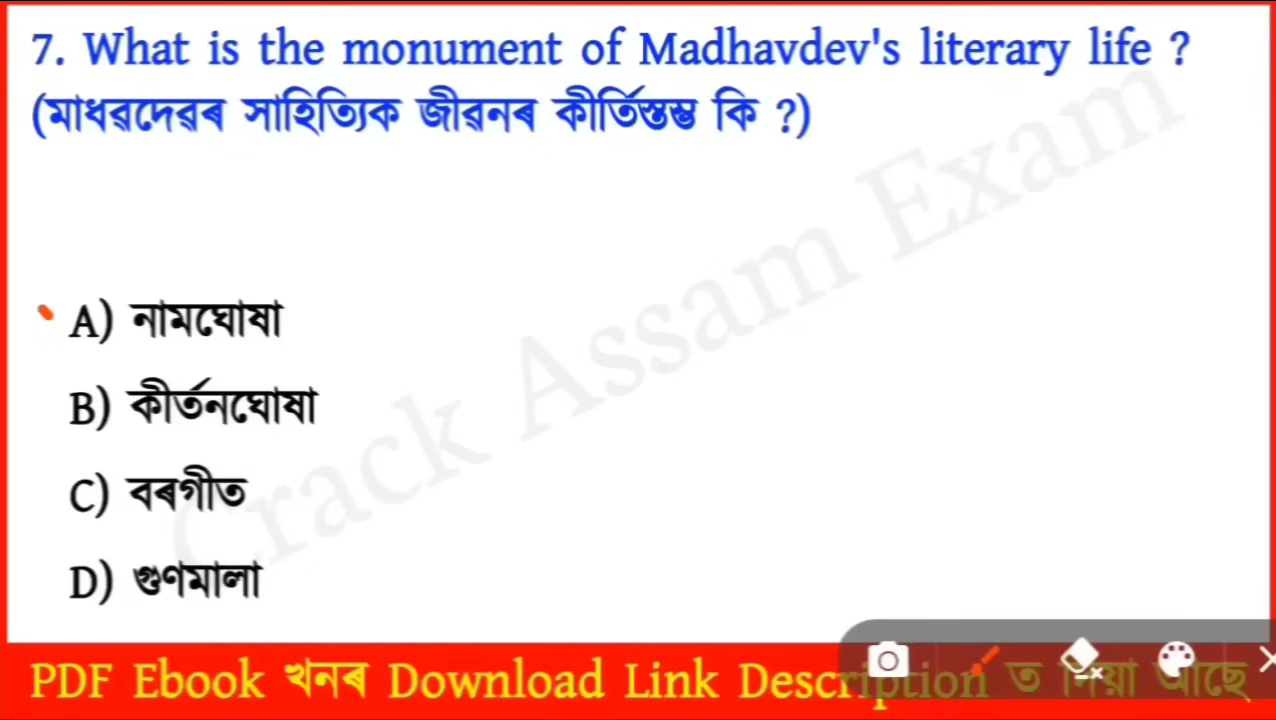 7. What is the monument of Madhavdev's literary life ?
(মাধৱদেৱৰ সাহিত্যিক জীৱনৰ কীৰ্তিস্তম্ভ কি ?)
A) নামঘোষা
B) কীৰ্তনঘোষা
C) বৰগীত
D) গুণমালা
Crack Assam Exam
PDF Ebook খনৰ Download Link Description ত দিয়া আছে